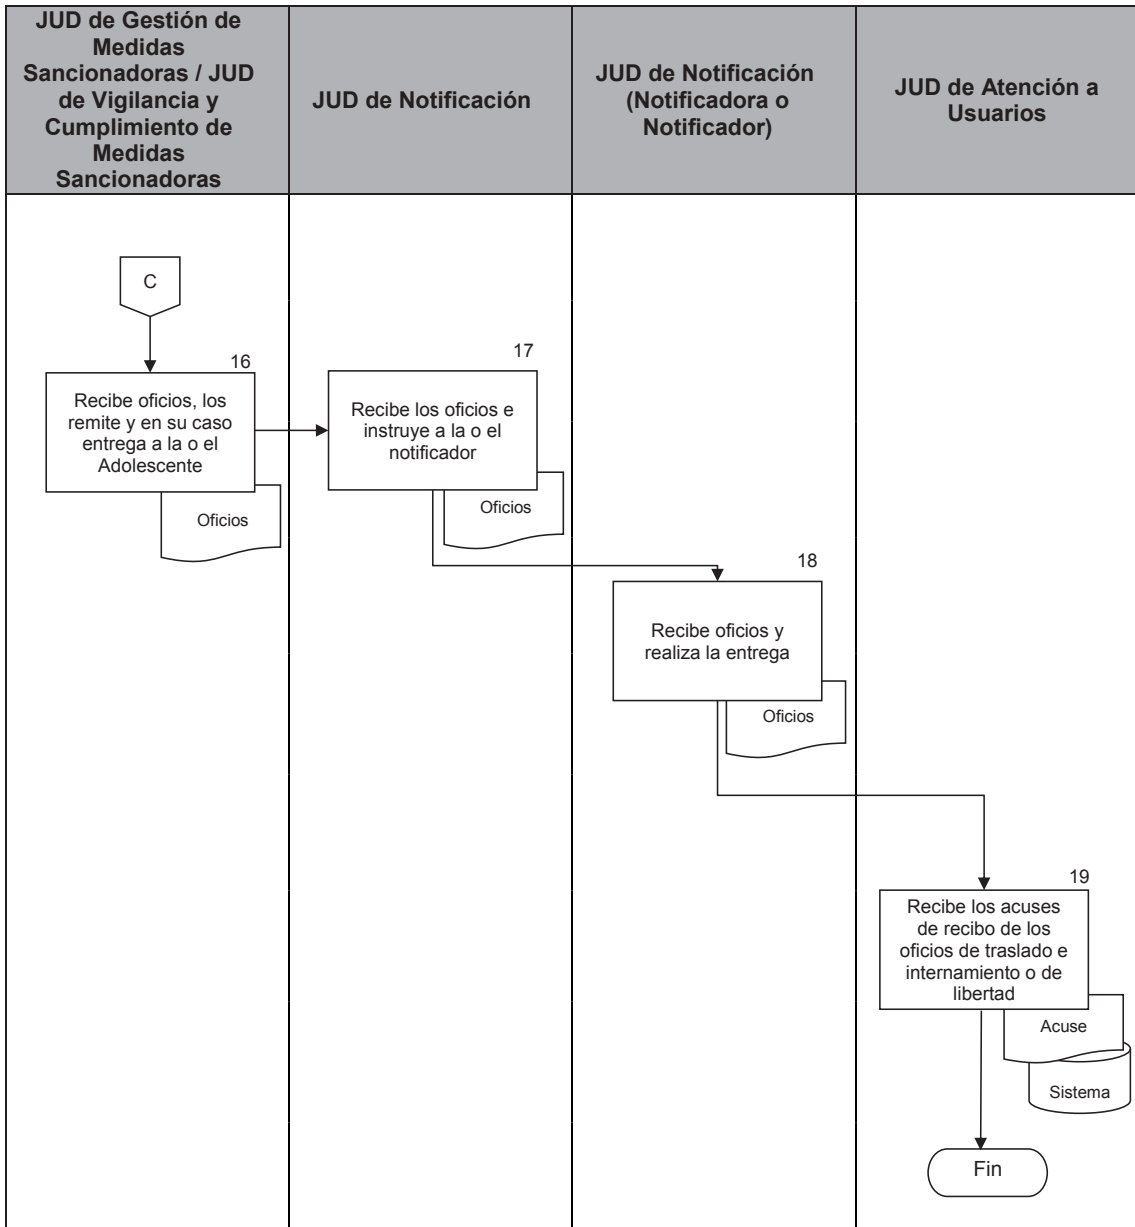 JUD de Gestión de
Medidas
Sancionadoras / JUD
de Vigilancia y
Cumplimiento de
Medidas
Sancionadoras
JUD de Notificación
JUD de Notificación
(Notificadora o
Notificador)
JUD de Atención a
Usuarios
C
16
Recibe oficios, los
remite y en su caso
entrega a la o el
Adolescente
Oficios
17
Recibe los oficios e
instruye a la o el
notificador
Oficios
18
Recibe oficios y
realiza la entrega
Oficios
19
Recibe los acuses
de recibo de los
oficios de traslado e
internamiento o de
libertad
Acuse
Sistema
Fin